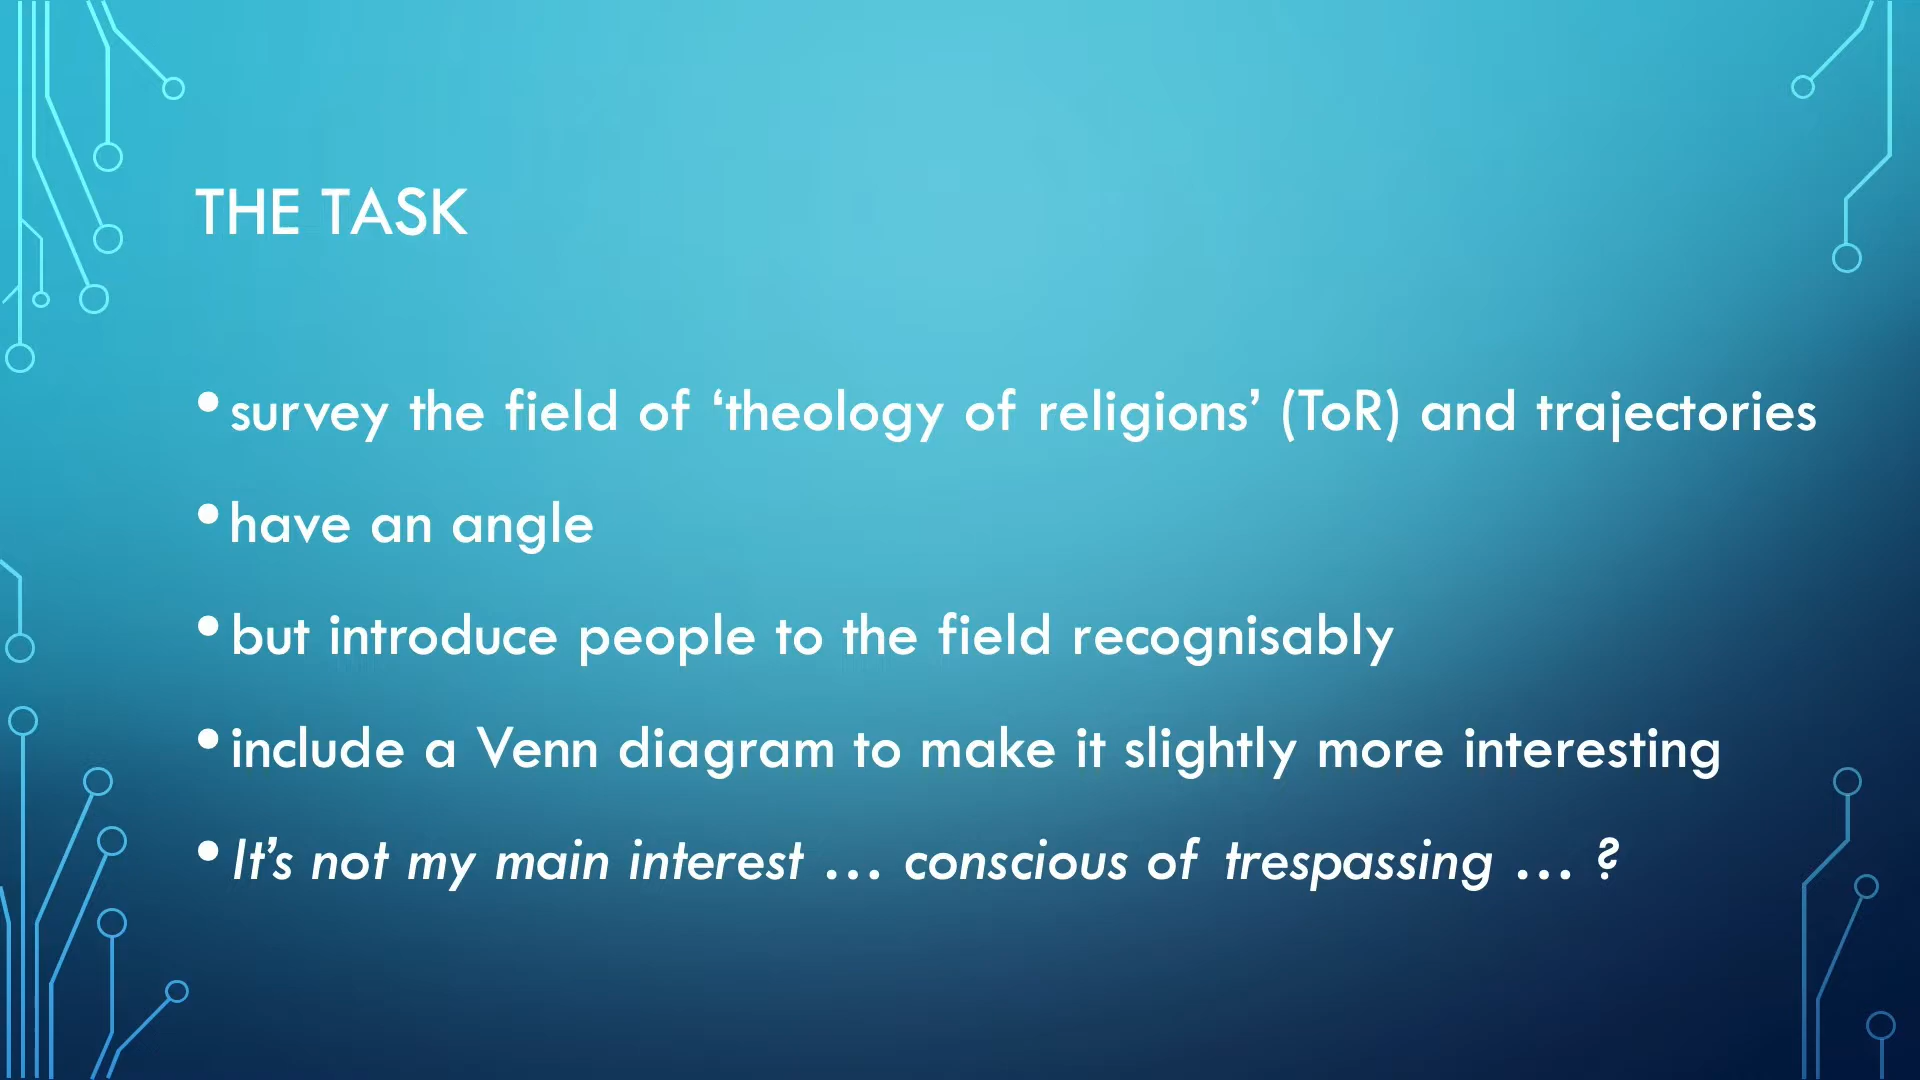 THE TASK
• survey the field of ‘theology of religions’ (ToR) and trajectories
• have an angle
• but introduce people to the field recognisably
• include a Venn diagram to make it slightly more interesting
• It’s not my main interest … conscious of trespassing … ?